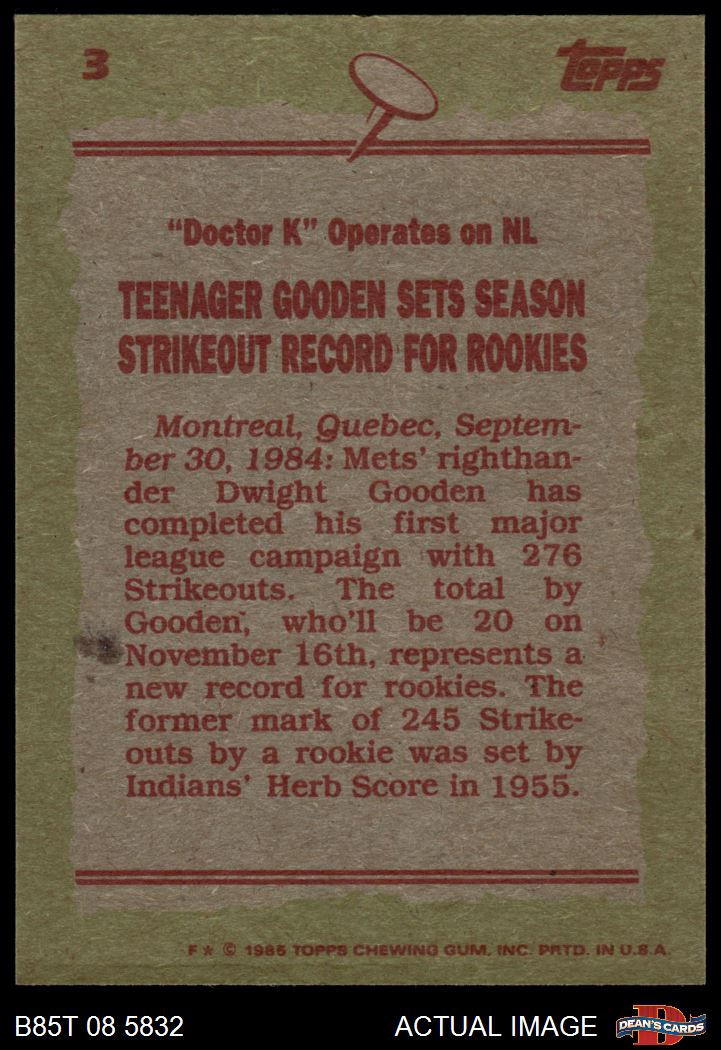 3
topps
"Doctor K" Operates on NL
TEENAGER GOODEN SETS SEASON
STRIKEOUT RECORD FOR ROOKIES
Montreal, Quebec, Septem-
ber 30, 1984: Mets' righthan-
der Dwight Gooden has
completed his first major
league campaign with 276
Strikeouts. The total by
Gooden, who'll be 20 on
November 16th, represents a
new record for rookies. The
former mark of 245 Strike-
outs by a rookie was set by
Indians' Herb Score in 1955.
F ★ © 1985 TOPPS CHEWING GUM, INC. PRTD. IN U.S.A.
B85T 08 5832
ACTUAL IMAGE
D
DEAN'S CARDS